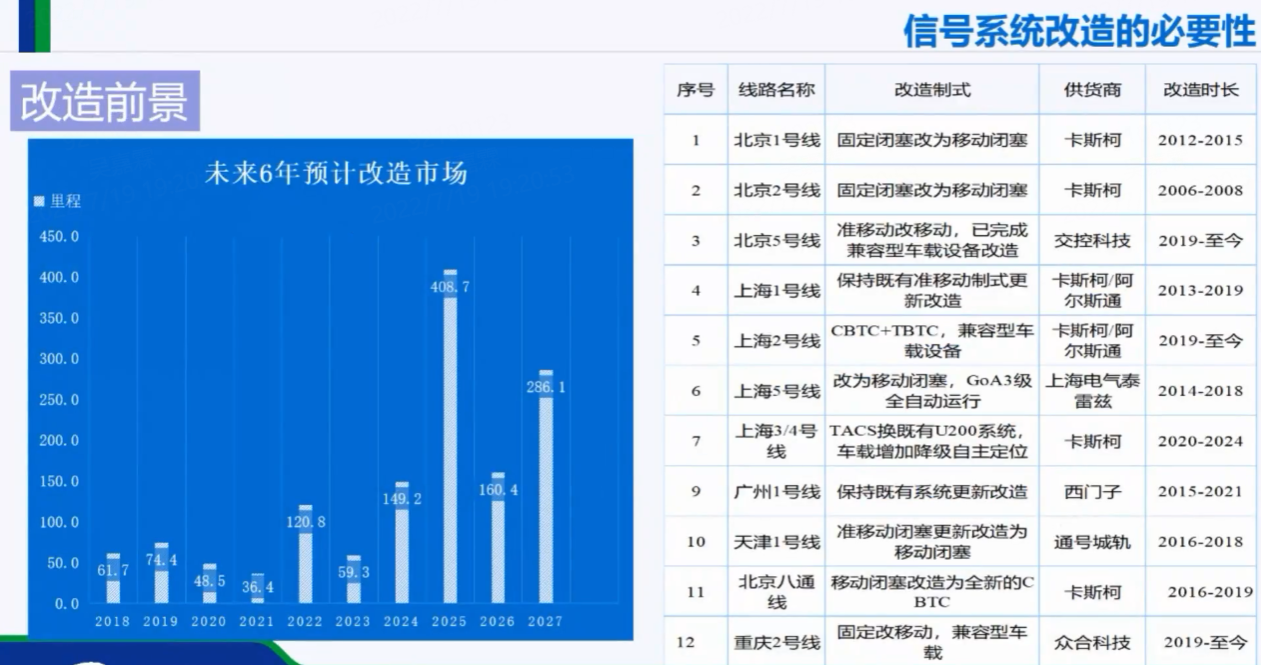 信号系统改造的必要性
改造前景
未来6年预计改造市场
里程
450.0
400.0
350.0
300.0
250.0
200.0
150.0
100.0
50.0
0.0
61.7
74.4
48.5
36.4
120.8
59.3
149.2
408.7
160.4
286.1
2018 2019 2020 2021 2022 2023 2024 2025 2026 2027
序号 线路名称 改造制式 供货商 改造时长
1 北京1号线 固定闭塞改为移动闭塞 卡斯柯 2012-2015
2 北京2号线 固定闭塞改为移动闭塞 卡斯柯 2006-2008
3 北京5号线 准移动改移动，已完成
兼容型车载设备改造 交控科技 2019-至今
4 上海1号线 保持既有准移动制式更
新改造 卡斯柯/阿
尔斯通 2013-2019
5 上海2号线 CBTC+TBTC，兼容型车
载设备 卡斯柯/阿
尔斯通 2019-至今
6 上海5号线 改为移动闭塞，GoA3级
全自动运行 上海电气泰
雷兹 2014-2018
7 上海3/4号
线 TACS换既有U200系统，
车载增加降级自主定位 卡斯柯 2020-2024
9 广州1号线 保持既有系统更新改造 西门子 2015-2021
10 天津1号线 准移动闭塞更新改造为
移动闭塞 通号城轨 2016-2018
11 北京八通
线 移动闭塞改造为全新的C
BTC 卡斯柯 2016-2019
12 重庆2号线 固定改移动，兼容型车
载 众合科技 2019-至今